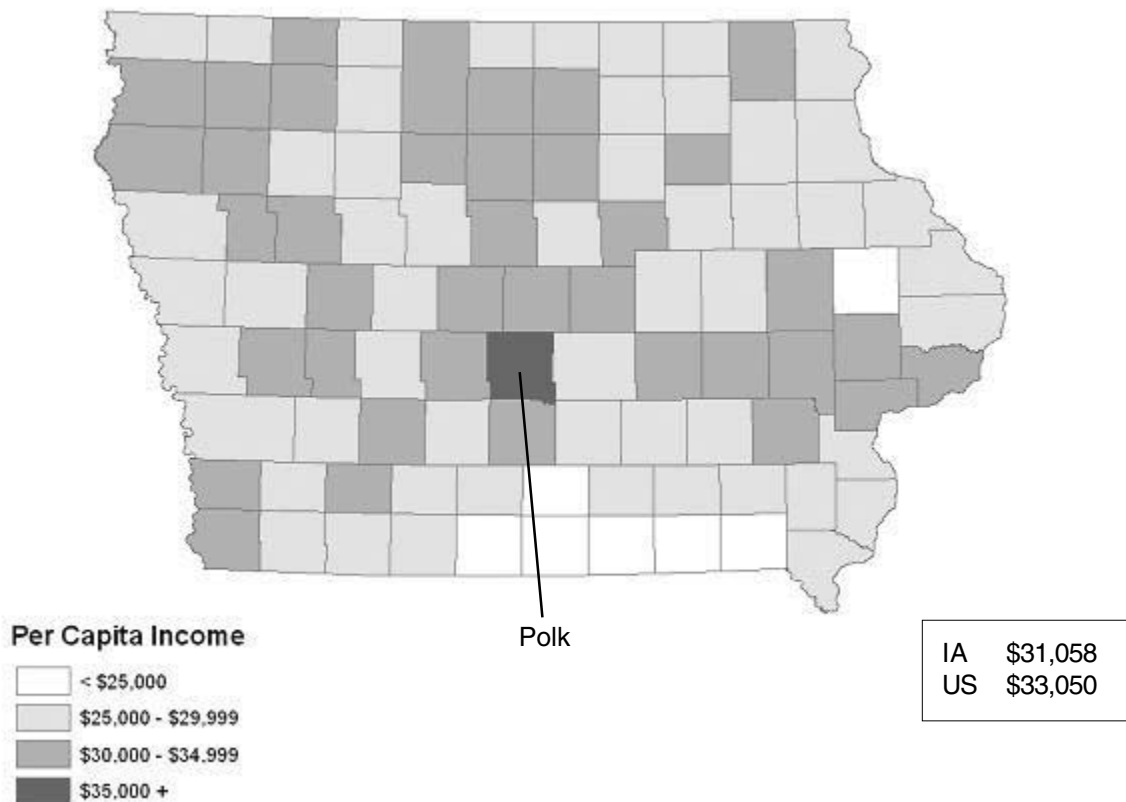 Polk
Per Capita Income
< $25,000
$25,000 - $29,999
$30.000 - $34.999
$35,000 +
IA $31,058
US $33,050